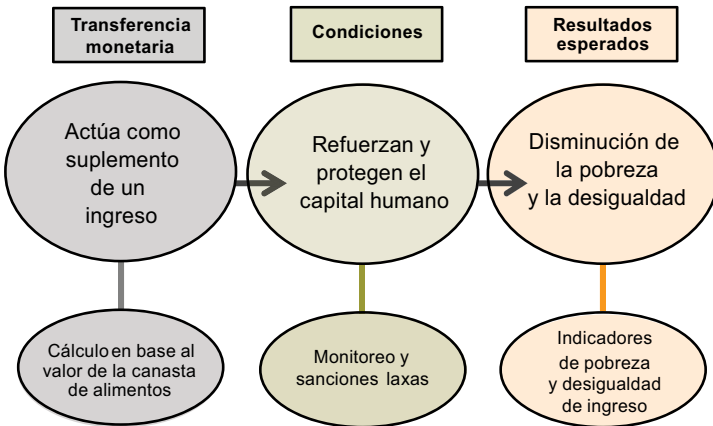 Transferencia
monetaria
Condiciones
Resultados
esperados
Actúa como
suplemento
de un
ingreso
Refuerzan y
protegen el
capital humano
Disminución de
la pobreza
y la desigualdad
Cálculo en base al
valor de la canasta
de alimentos
Monitoreo y
sanciones laxas
Indicadores
de pobreza
y desigualdad
de ingreso